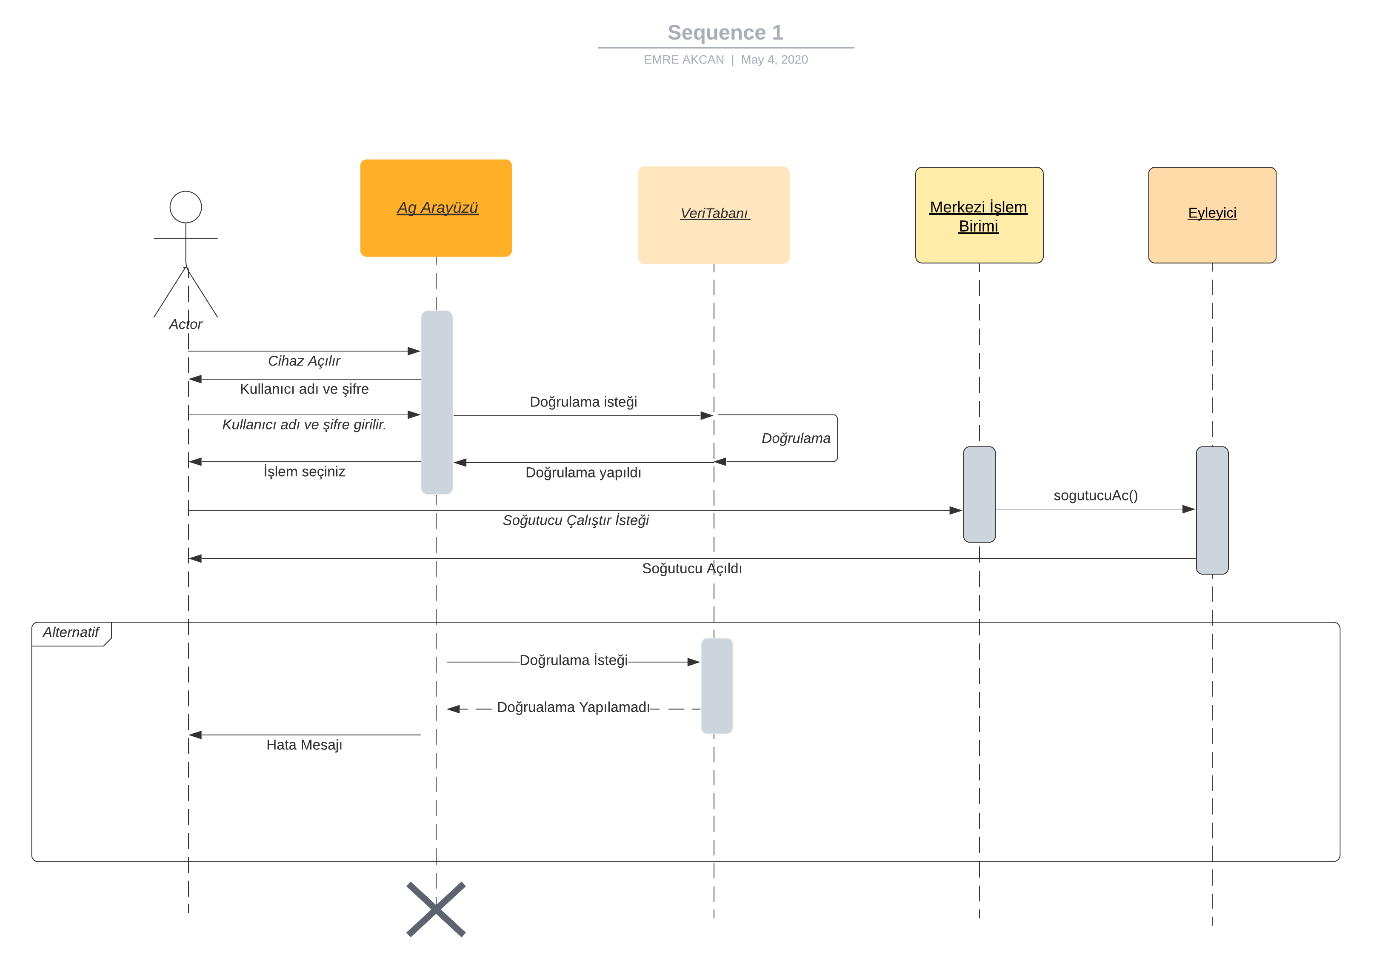 Sequence 1
EMRE AKCAN | May 4, 2020
Ag Arayüzü
VeriTabanı
Merkezi İşlem
Birimi
Eyleyici
Actor
Cihaz Açılır
Kullanıcı adı ve şifre
Doğrulama isteği
Kullanıcı adı ve şifre girilir.
Doğrulama
İşlem seçiniz
Doğrulama yapıldı
sogutucuAc()
Soğutucu Çalıştır İsteği
Soğutucu Açıldı
Alternatif
Doğrulama İsteği
Doğrualama Yapılamadı
Hata Mesajı